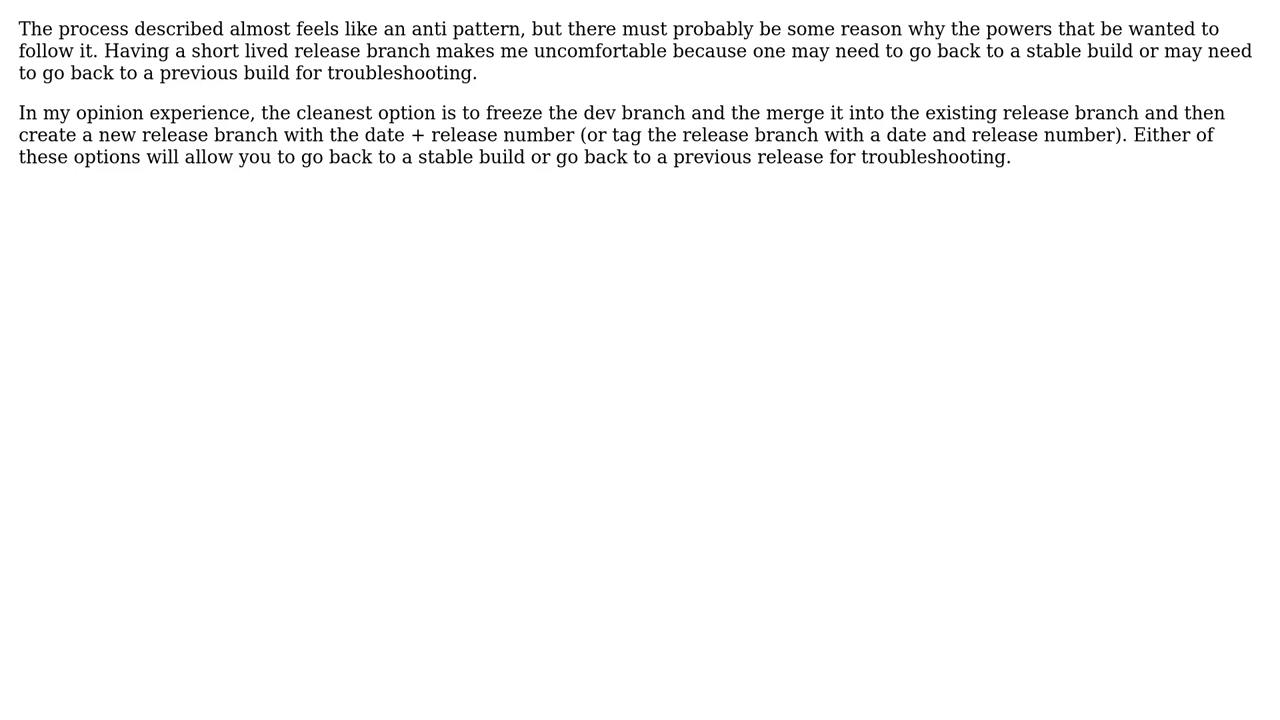 The process described almost feels like an anti pattern, but there must probably be some reason why the powers that be wanted to
follow it. Having a short lived release branch makes me uncomfortable because one may need to go back to a stable build or may need
to go back to a previous build for troubleshooting.
In my opinion experience, the cleanest option is to freeze the dev branch and the merge it into the existing release branch and then
create a new release branch with the date + release number (or tag the release branch with a date and release number). Either of
these options will allow you to go back to a stable build or go back to a previous release for troubleshooting.